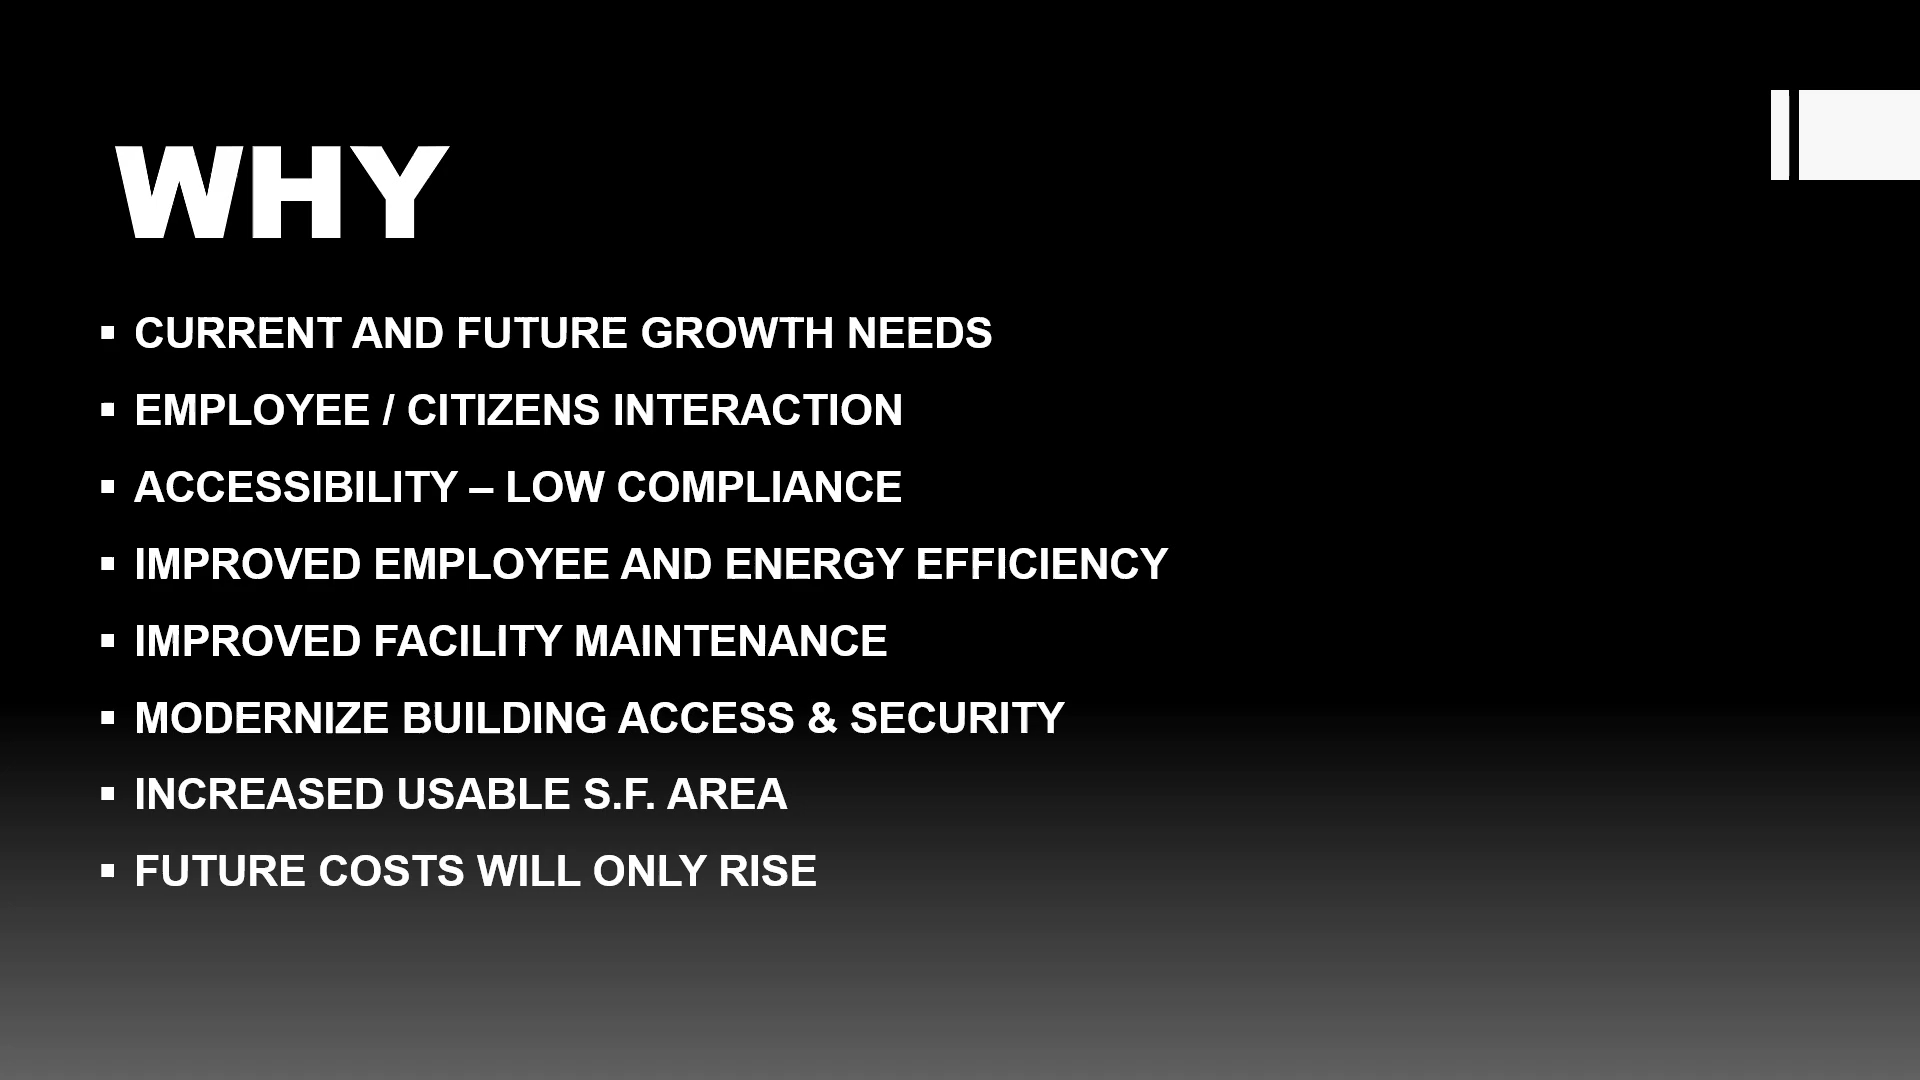 WHY
▪ CURRENT AND FUTURE GROWTH NEEDS
▪ EMPLOYEE / CITIZENS INTERACTION
▪ ACCESSIBILITY – LOW COMPLIANCE
▪ IMPROVED EMPLOYEE AND ENERGY EFFICIENCY
▪ IMPROVED FACILITY MAINTENANCE
▪ MODERNIZE BUILDING ACCESS & SECURITY
▪ INCREASED USABLE S.F. AREA
▪ FUTURE COSTS WILL ONLY RISE